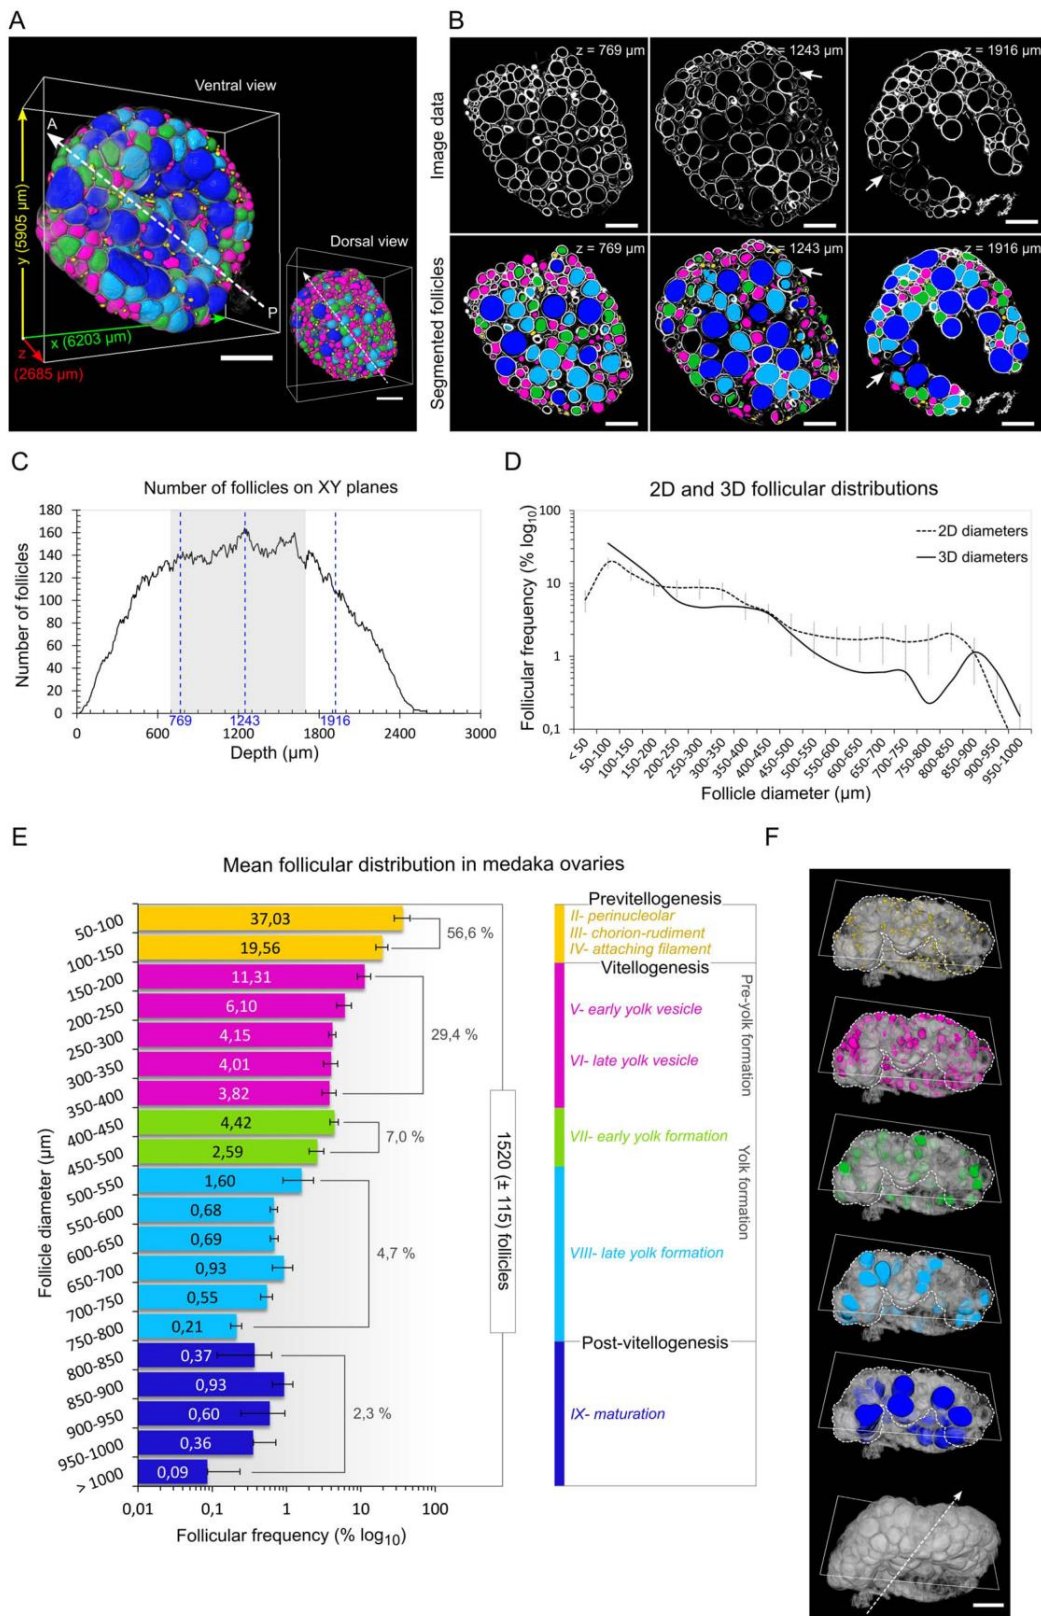 A
Ventral view
A
y (5905 µm)
Dorsal view
P
x (6203 µm)
z
(2685 µm)
B
Image data
z = 769 µm
z = 1243 µm
z = 1916 µm
Segmented follicles
z = 769 µm
z = 1243 µm
z = 1916 µm
C
Number of follicles on XY planes
Number of follicles
180
160
140
120
100
80
60
40
20
0
769
1243
1916
0
600
1200
1800
2400
3000
Depth (µm)
D
2D and 3D follicular distributions
Follicular frequency (% log10)
100
10
1
0,1
2D diameters
3D diameters
< 50
50-100
100-150
150-200
200-250
250-300
300-350
350-400
400-450
450-500
500-550
550-600
600-650
650-700
700-750
750-800
800-850
850-900
900-950
950-1000
Follicle diameter (µm)
E
Mean follicular distribution in medaka ovaries
Follicle diameter (µm)
50-100 37,03
100-150 19,56
56,6 %
150-200 11,31
200-250 6,10
250-300 4,15
300-350 4,01
350-400 3,82
29,4 %
400-450 4,42
450-500 2,59
7,0 %
500-550 1,60
550-600 0,68
600-650 0,69
650-700 0,93
700-750 0,55
750-800 0,21
4,7 %
800-850 0,37
850-900 0,93
900-950 0,60
950-1000 0,36
> 1000 0,09
2,3 %
0,01
0,1
1
10
100
Follicular frequency (% log10)
1520 (± 115) follicles
Previtellogenesis
II- perinucleolar
III- chorion-rudiment
IV- attaching filament
Vitellogenesis
V- early yolk vesicle
VI- late yolk vesicle
Pre-yolk formation
VII- early yolk formation
VIII- late yolk formation
Yolk formation
Post-vitellogenesis
IX- maturation
F